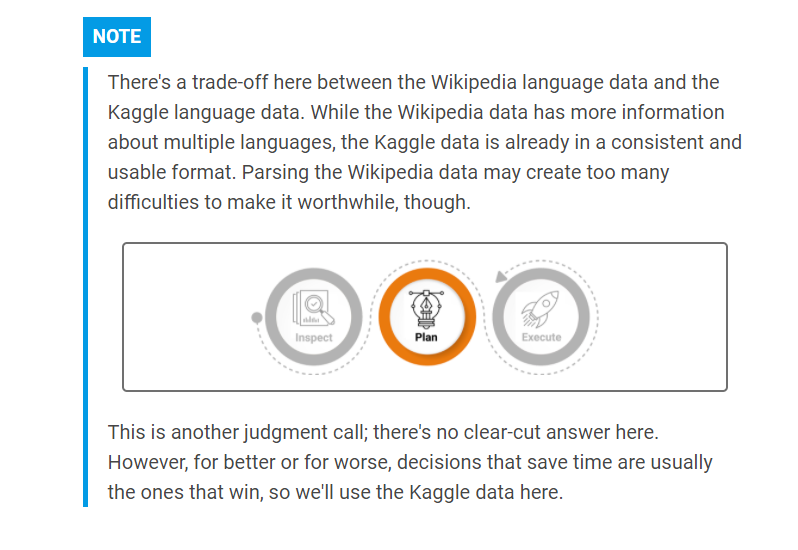 NOTE
There's a trade-off here between the Wikipedia language data and the
Kaggle language data. While the Wikipedia data has more information
about multiple languages, the Kaggle data is already in a consistent and
usable format. Parsing the Wikipedia data may create too many
difficulties to make it worthwhile, though.
Inspect
Plan
Execute
This is another judgment call; there's no clear-cut answer here.
However, for better or for worse, decisions that save time are usually
the ones that win, so we'll use the Kaggle data here.